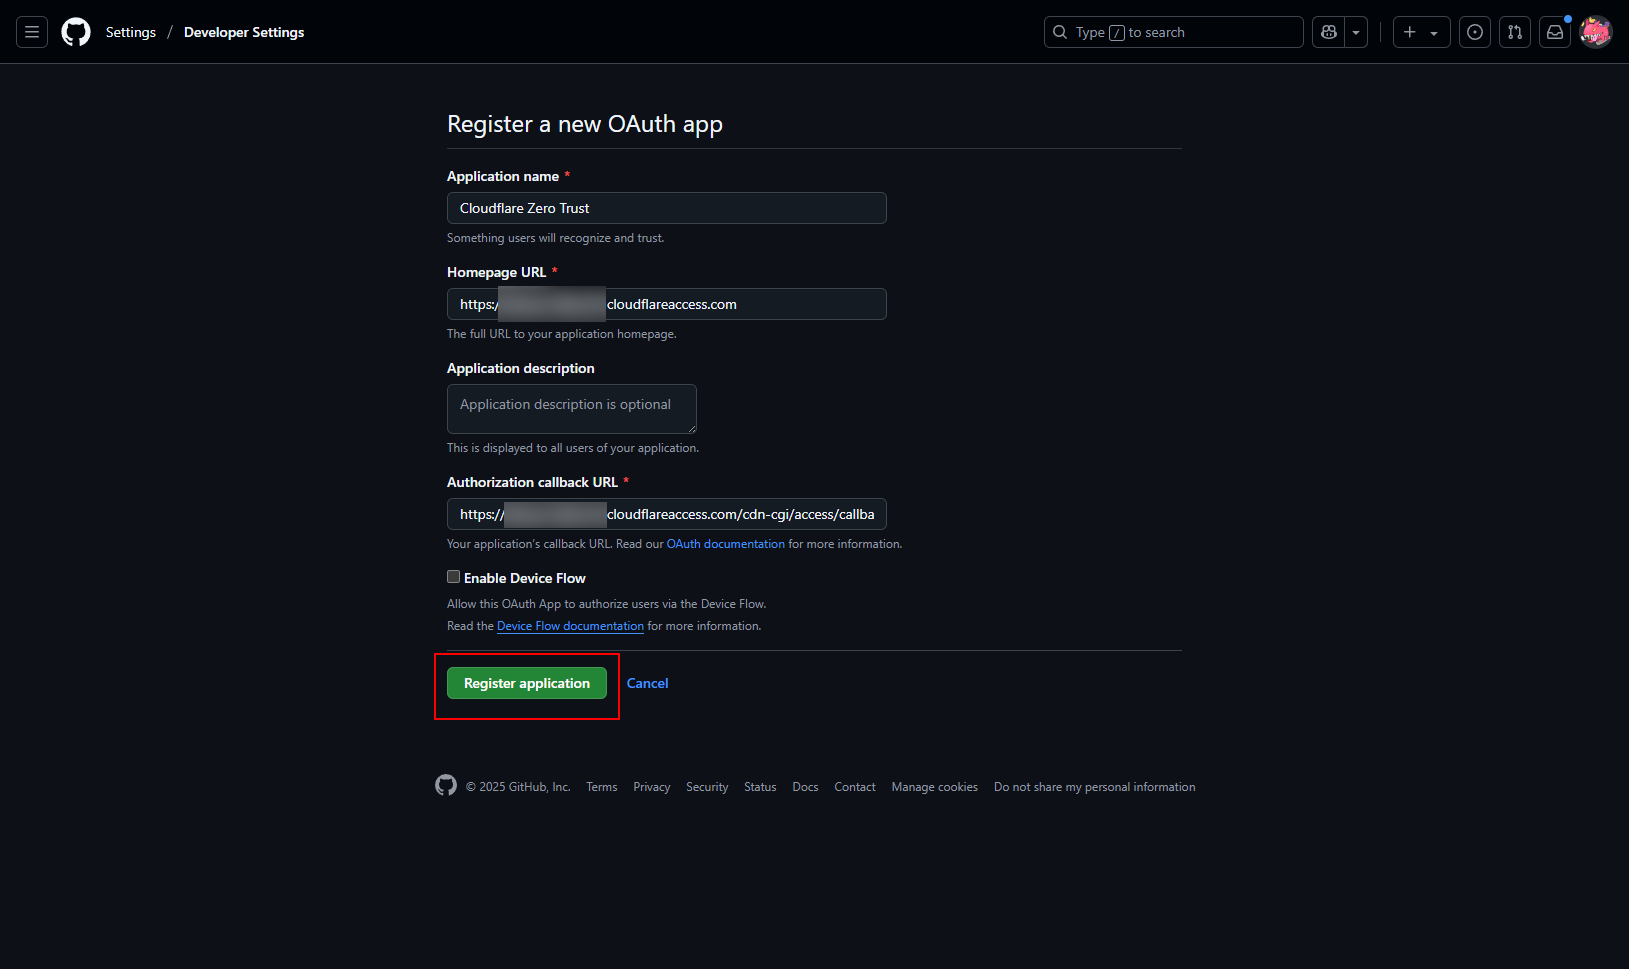 Settings / Developer Settings
Type / to search
Register a new OAuth app
Application name *
Cloudflare Zero Trust
Something users will recognize and trust.
Homepage URL *
https:/ cloudflareaccess.com
The full URL to your application homepage.
Application description
Application description is optional
This is displayed to all users of your application.
Authorization callback URL *
https:// cloudflareaccess.com/cdn-cgi/access/callba
Your application's callback URL. Read our OAuth documentation for more information.
Enable Device Flow
Allow this OAuth App to authorize users via the Device Flow.
Read the Device Flow documentation for more information.
Register application Cancel
© 2025 GitHub, Inc. Terms Privacy Security Status Docs Contact Manage cookies Do not share my personal information